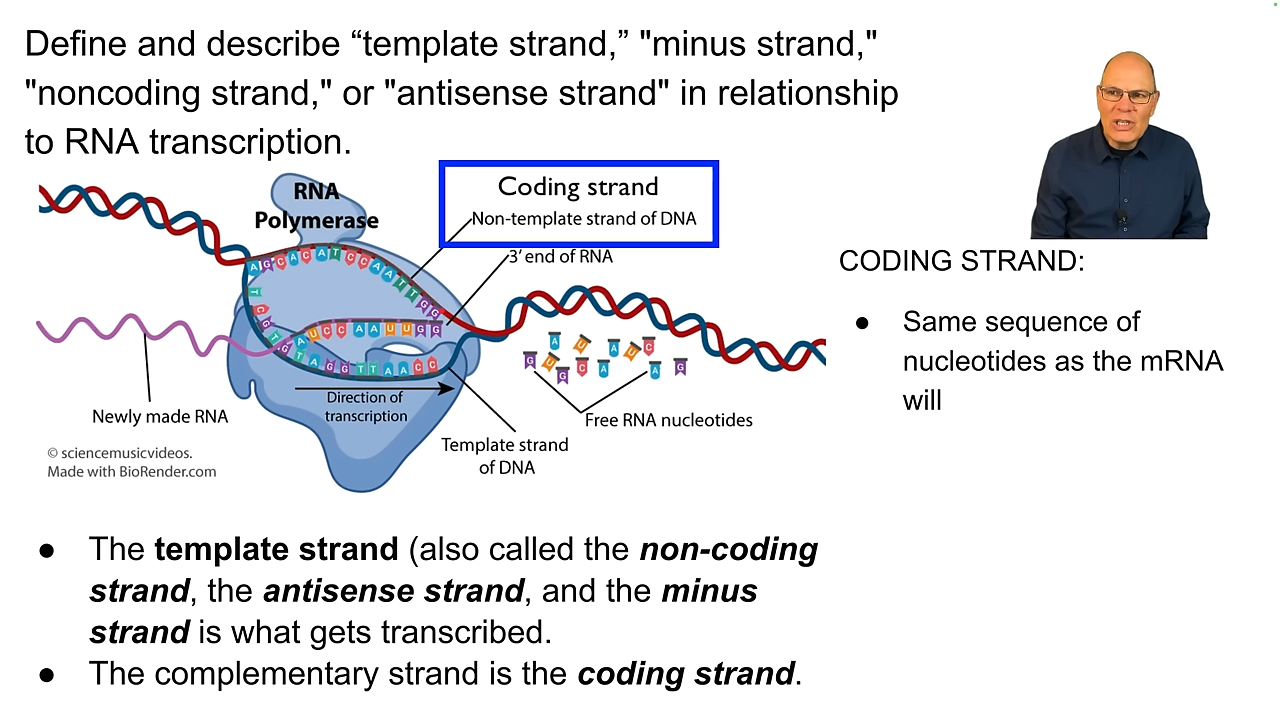 Define and describe “template strand,” "minus strand,"
"noncoding strand," or "antisense strand" in relationship
to RNA transcription.
RNA
Polymerase
Coding strand
Non-template strand of DNA
3′ end of RNA
Newly made RNA
Direction of
transcription
Free RNA nucleotides
Template strand
of DNA
© sciencemusicvideos.
Made with BioRender.com
CODING STRAND:
● Same sequence of
nucleotides as the mRNA
will
● The template strand (also called the non-coding
strand, the antisense strand, and the minus
strand is what gets transcribed.
● The complementary strand is the coding strand.